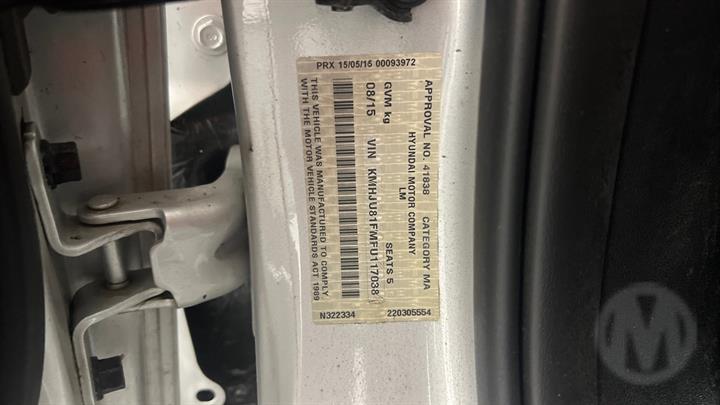 APPROVAL NO. 41838 CATEGORY MA
HYUNDAI MOTOR COMPANY
LM
GVM kg SEATS 5
08/15 VIN KMHJU81FMFU117038
THIS VEHICLE WAS MANUFACTURED TO COMPLY
WITH THE MOTOR VEHICLE STANDARDS ACT 1989
PRX 15/05/15 00093972
N322334 220305554
M